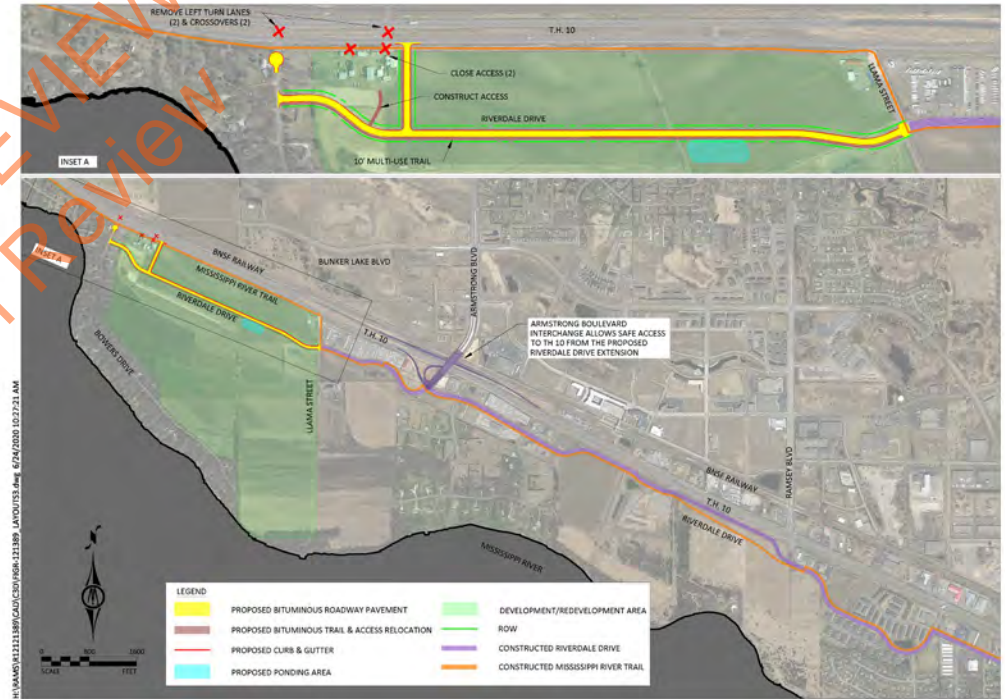 REMOVE LEFT TURN LANES
(2) & CROSSOVERS (2)
T.H. 10
CLOSE ACCESS (2)
CONSTRUCT ACCESS
LLAMA STREET
RIVERDALE DRIVE
10' MULTI-USE TRAIL
INSET A
REVIEW
Review
INSET A
BNSF RAILWAY
BUNKER LAKE BLVD
ARMSTRONG BLVD
MISSISSIPPI RIVER TRAIL
RIVERDALE DRIVE
T.H. 10
ARMSTRONG BOULEVARD
INTERCHANGE ALLOWS SAFE ACCESS
TO TH 10 FROM THE PROPOSED
RIVERDALE DRIVE EXTENSION
BOWERS DRIVE
LLAMA STREET
BNSF RAILWAY
RAMSEY BLVD
T.H. 10
RIVERDALE DRIVE
MISSISSIPPI RIVER
LEGEND
PROPOSED BITUMINOUS ROADWAY PAVEMENT
PROPOSED BITUMINOUS TRAIL & ACCESS RELOCATION
PROPOSED CURB & GUTTER
PROPOSED PONDING AREA
DEVELOPMENT/REDEVELOPMENT AREA
ROW
CONSTRUCTED RIVERDALE DRIVE
CONSTRUCTED MISSISSIPPI RIVER TRAIL
0 800 1600
SCALE FEET
6/24/2020 10:27:21 AM